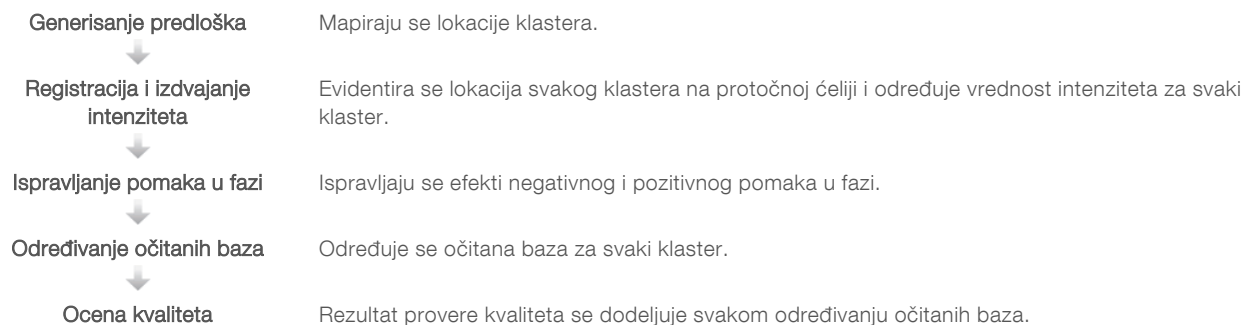 Generisanje predloška Mapiraju se lokacije klastera.
Registracija i izdvajanje
intenziteta
Evidentira se lokacija svakog klastera na protočnoj ćeliji i određuje vrednost intenziteta za svaki
klaster.
Ispravljanje pomaka u fazi Ispravljaju se efekti negativnog i pozitivnog pomaka u fazi.
Određivanje očitanih baza Određuje se očitana baza za svaki klaster.
Ocena kvaliteta Rezultat provere kvaliteta se dodeljuje svakom određivanju očitanih baza.